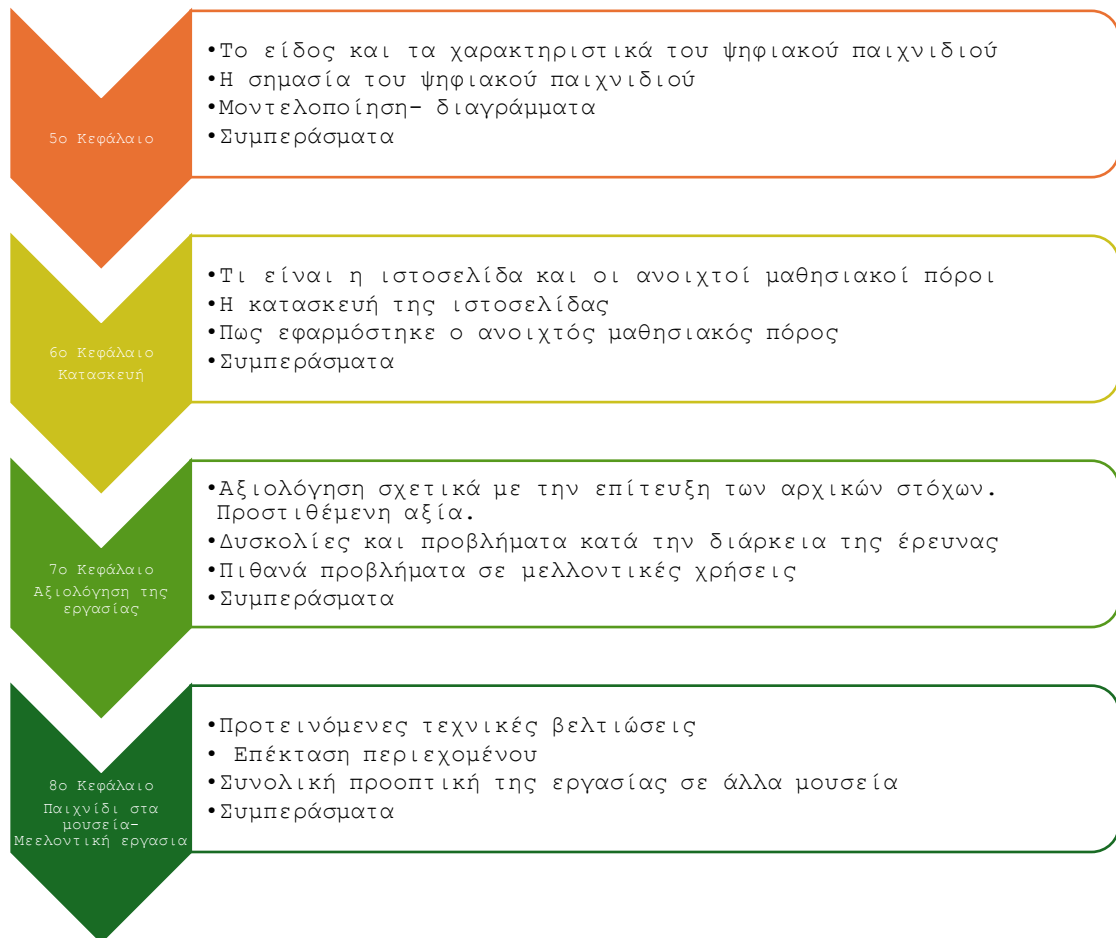 5ο Κεφάλαιο
•Το είδος και τα χαρακτηριστικά του ψηφιακού παιχνιδιού
•Η σημασία του ψηφιακού παιχνιδιού
•Μοντελοποίηση- διαγράμματα
•Συμπεράσματα
6ο Κεφάλαιο
Κατασκευή
•Τι είναι η ιστοσελίδα και οι ανοιχτοί μαθησιακοί πόροι
•Η κατασκευή της ιστοσελίδας
•Πως εφαρμόστηκε ο ανοιχτός μαθησιακός πόρος
•Συμπεράσματα
7ο Κεφάλαιο
Αξιολόγηση της
εργασίας
•Αξιολόγηση σχετικά με την επίτευξη των αρχικών στόχων.
Προστιθέμενη αξία.
•Δυσκολίες και προβλήματα κατά την διάρκεια της έρευνας
•Πιθανά προβλήματα σε μελλοντικές χρήσεις
•Συμπεράσματα
8ο Κεφάλαιο
Παιχνίδι στα
μουσεία-
Μεελοντική εργασια
•Προτεινόμενες τεχνικές βελτιώσεις
• Επέκταση περιεχομένου
•Συνολική προοπτική της εργασίας σε άλλα μουσεία
•Συμπεράσματα